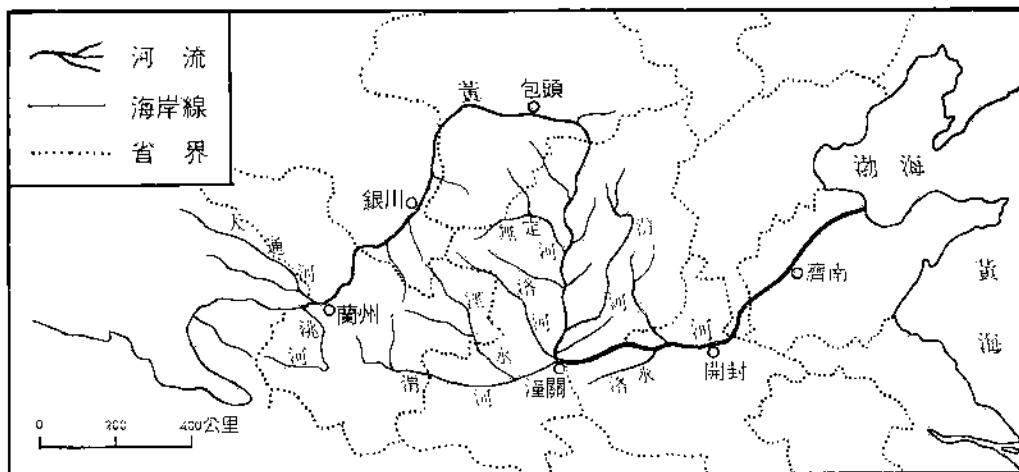 河流
海岸線
省界
黃
包頭
渤海
銀川
無定河
汾
大通河
濟南
黃海
洛河
河
河
蘭州
洮河
開封
涇水
渭河
潼關
洛水
0 200 400公里